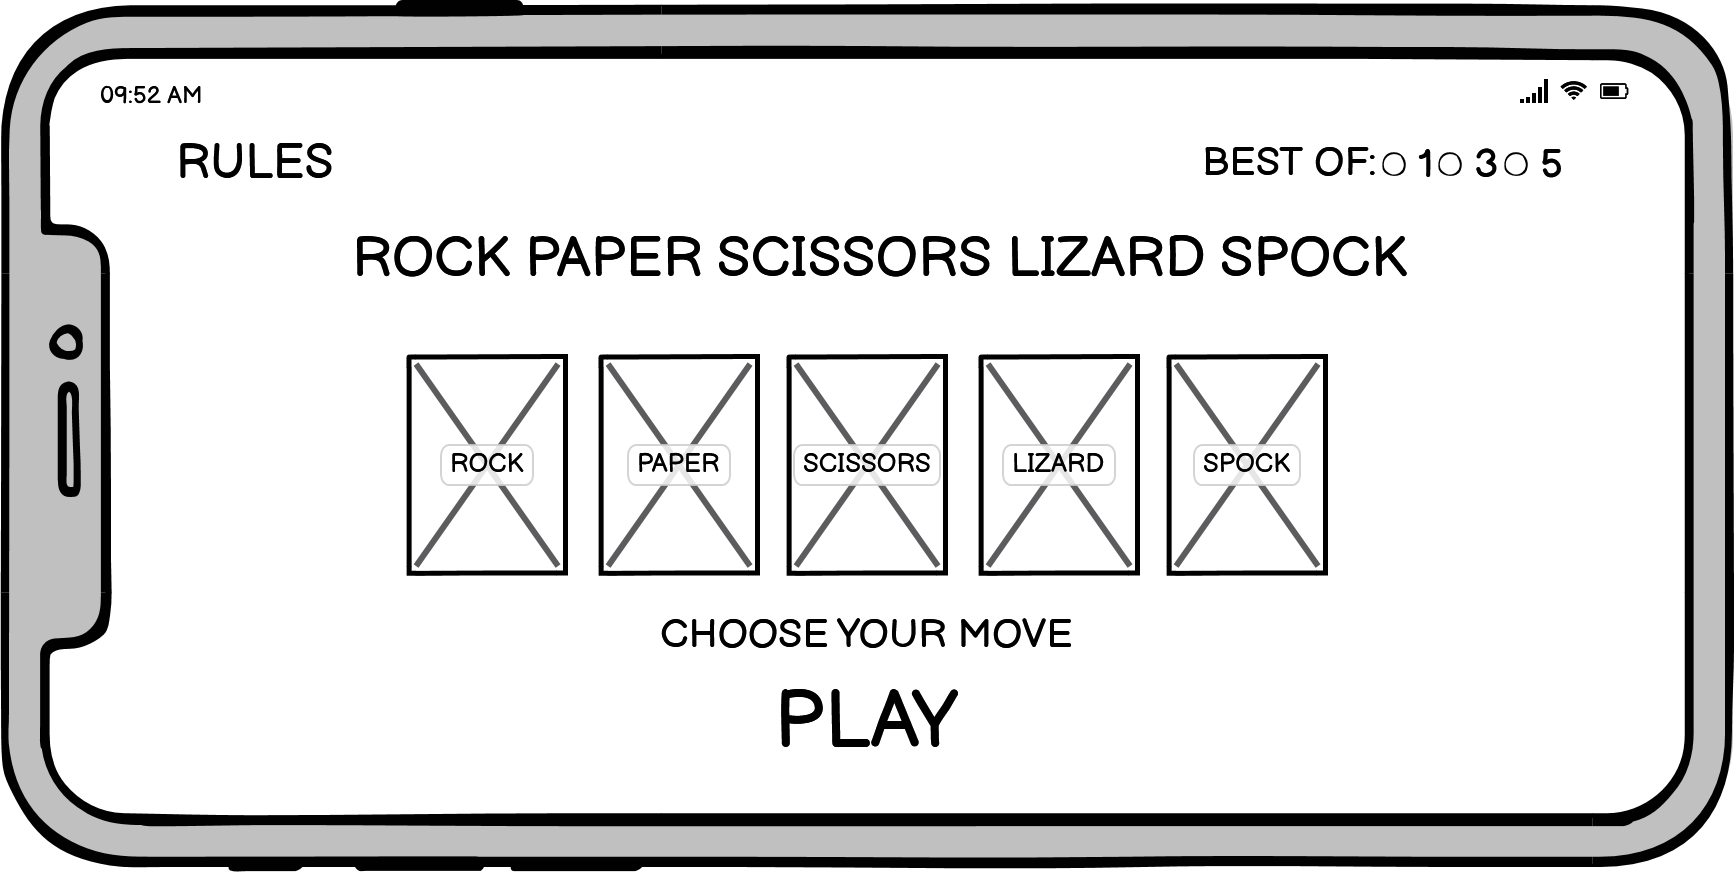 09:52 AM
RULES
BEST OF: 1 3 5
ROCK PAPER SCISSORS LIZARD SPOCK
ROCK PAPER SCISSORS LIZARD SPOCK
CHOOSE YOUR MOVE
PLAY